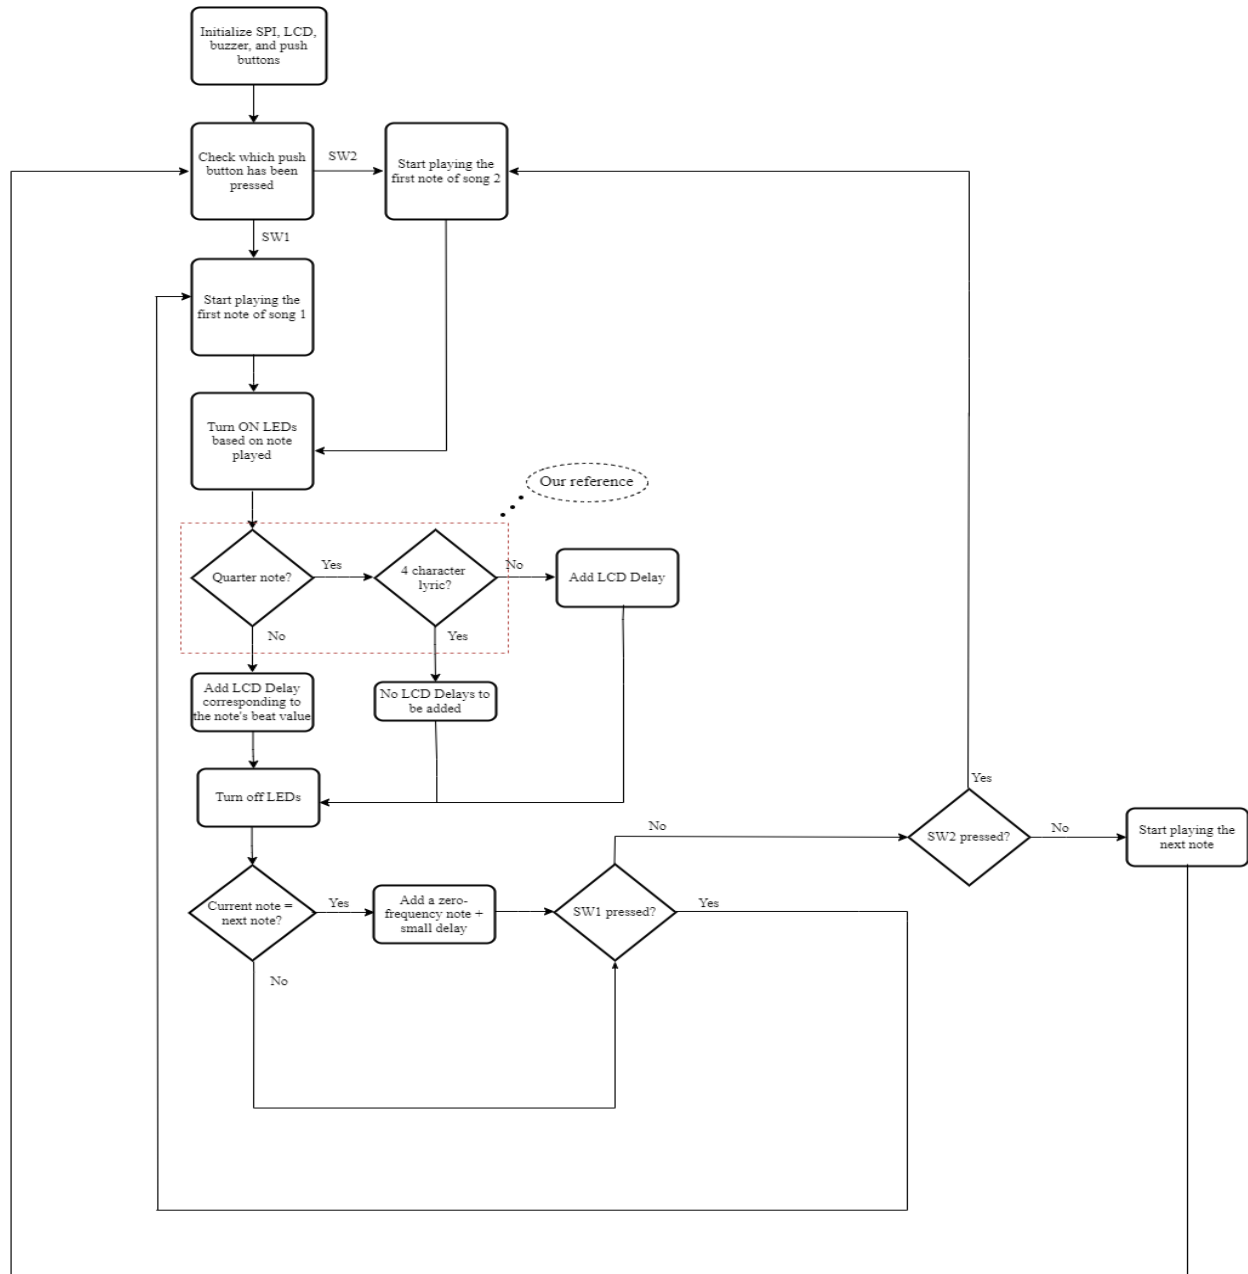 Initialize SPI, LCD,
buzzer, and push
buttons
Check which push
button has been
pressed
SW2
Start playing the
first note of song 2
SW1
Start playing the
first note of song 1
Turn ON LEDs
based on note
played
Our reference
Quarter note?
Yes
4 character
lyric?
No
Add LCD Delay
No
Yes
Add LCD Delay
corresponding to
the note's beat value
No LCD Delays to
be added
Turn off LEDs
Yes
No
SW2 pressed?
No
Start playing the
next note
Current note =
next note?
Yes
Add a zero-
frequency note +
small delay
SW1 pressed?
Yes
No